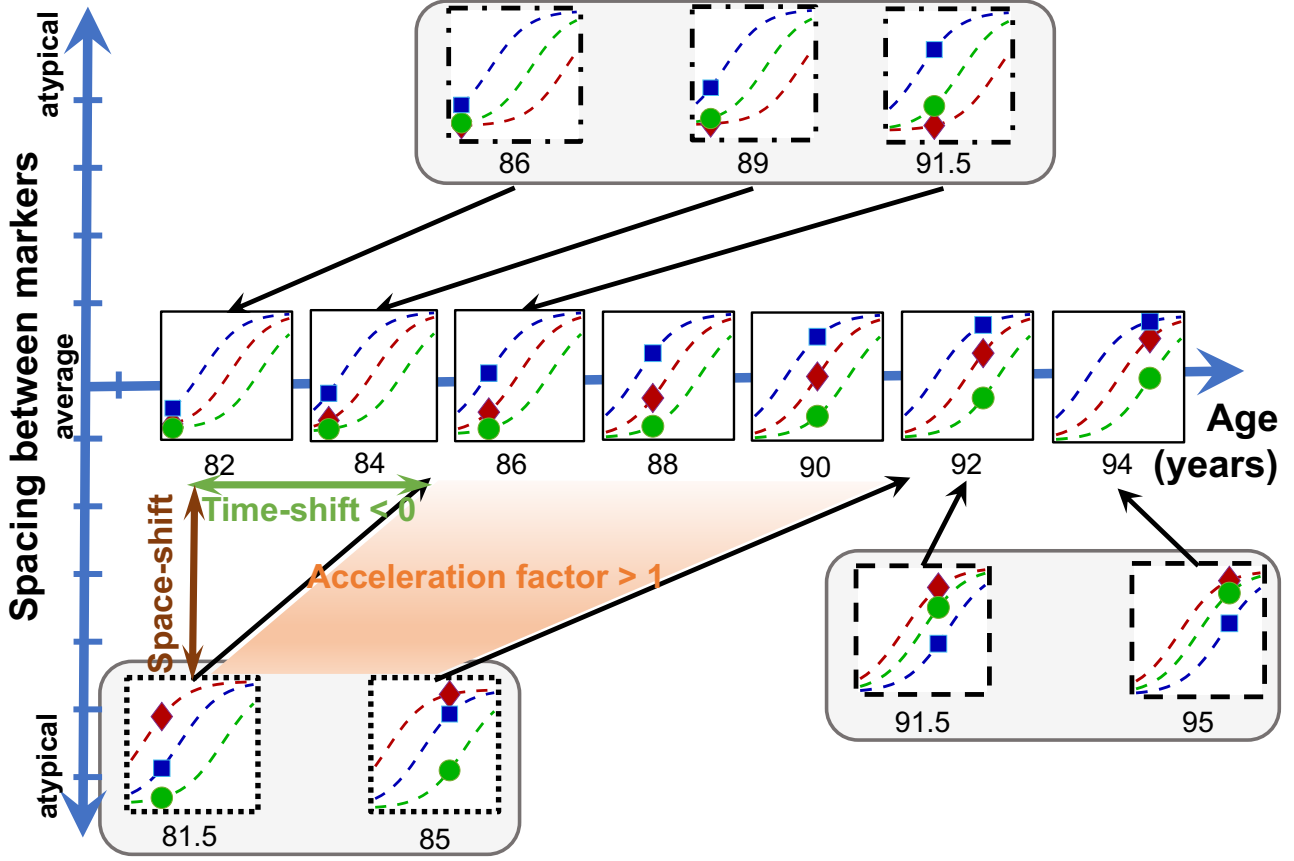 atypical
86
89
91.5
Spacing between markers
average
Age
(years)
82
84
86
88
90
92
94
Time-shift < 0
Space-shift
Acceleration factor > 1
91.5
95
atypical
81.5
85